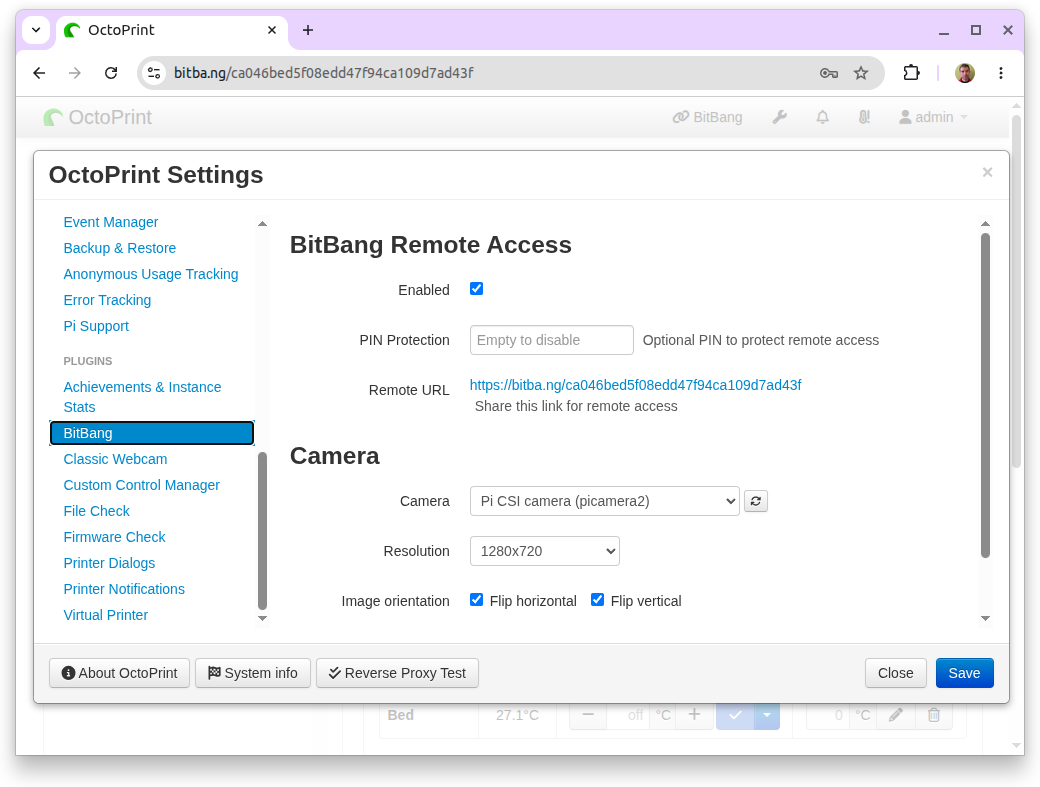 OctoPrint
bitba.ng/ca046bed5f08edd47f94ca109d7ad43f
OctoPrint
BitBang
admin
OctoPrint Settings
×
Event Manager
Backup & Restore
Anonymous Usage Tracking
Error Tracking
Pi Support
PLUGINS
Achievements & Instance
Stats
BitBang
Classic Webcam
Custom Control Manager
File Check
Firmware Check
Printer Dialogs
Printer Notifications
Virtual Printer
BitBang Remote Access
Enabled
PIN Protection Empty to disable Optional PIN to protect remote access
Remote URL https://bitba.ng/ca046bed5f08edd47f94ca109d7ad43f
Share this link for remote access
Camera
Camera Pi CSI camera (picamera2)
Resolution 1280x720
Image orientation Flip horizontal Flip vertical
About OctoPrint System info Reverse Proxy Test Close Save
Bed 27.1°C off °C 0 °C